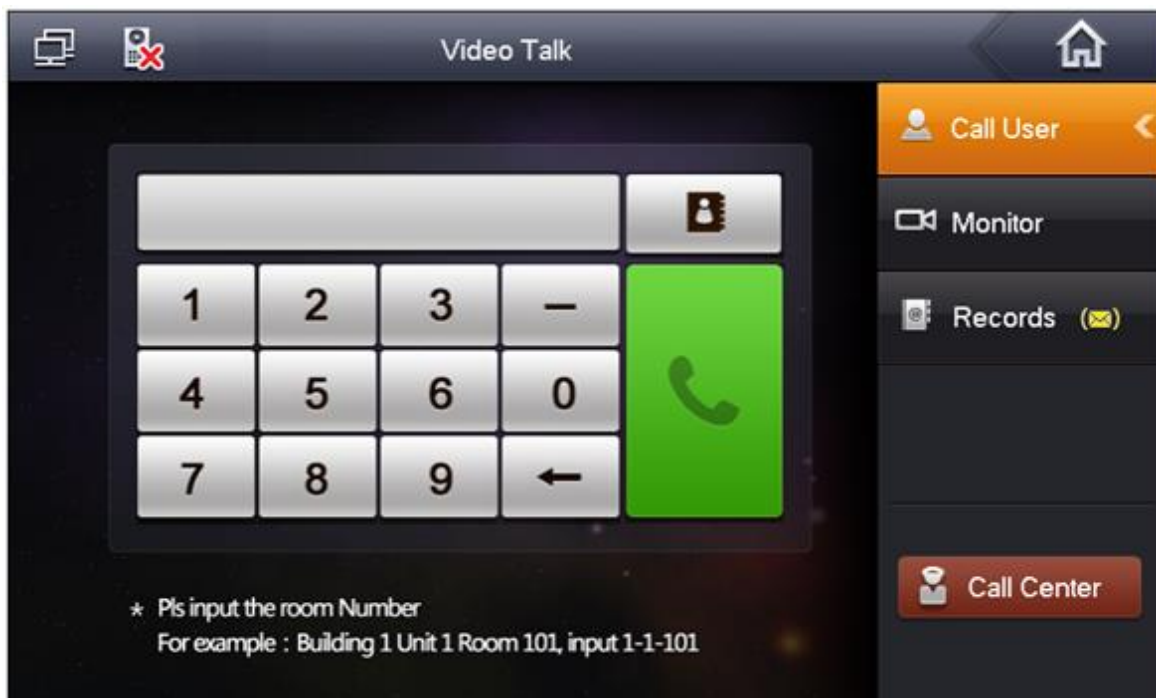 Video Talk
Call User
Monitor
Records
1 2 3 –
4 5 6 0
7 8 9 ←
Call Center
* Pls input the room Number
For example : Building 1 Unit 1 Room 101, input 1-1-101